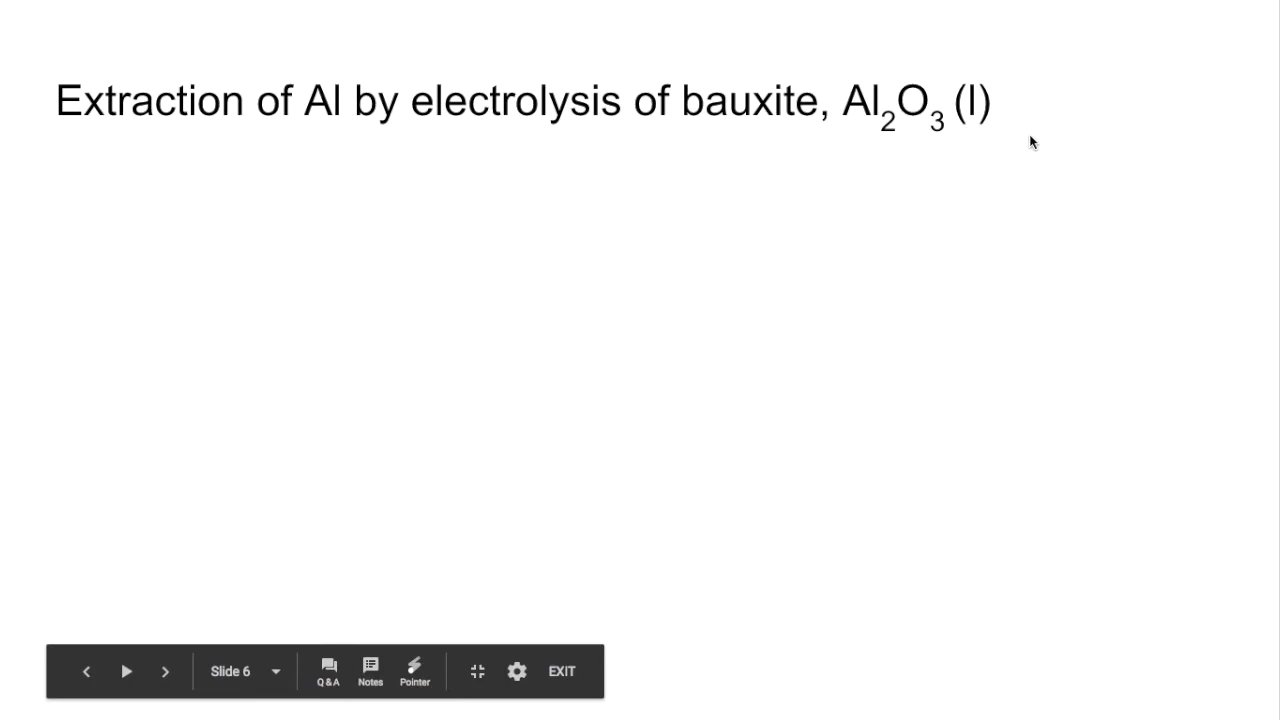 Extraction of Al by electrolysis of bauxite, Al₂O₃ (l)
Slide 6
Q & A
Notes
Pointer
EXIT